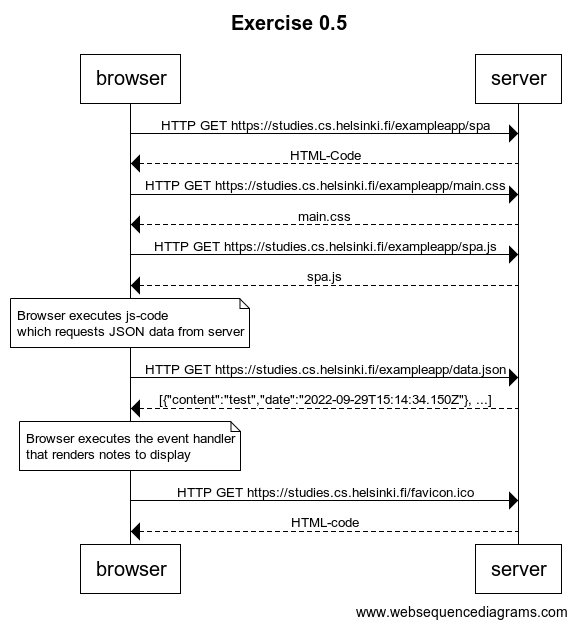 Exercise 0.5
browser
server
HTTP GET https://studies.cs.helsinki.fi/exampleapp/spa
HTML-Code
HTTP GET https://studies.cs.helsinki.fi/exampleapp/main.css
main.css
HTTP GET https://studies.cs.helsinki.fi/exampleapp/spa.js
spa.js
Browser executes js-code
which requests JSON data from server
HTTP GET https://studies.cs.helsinki.fi/exampleapp/data.json
[{"content":"test","date":"2022-09-29T15:14:34.150Z"}, ...]
Browser executes the event handler
that renders notes to display
HTTP GET https://studies.cs.helsinki.fi/favicon.ico
HTML-code
browser
server
www.websequencediagrams.com